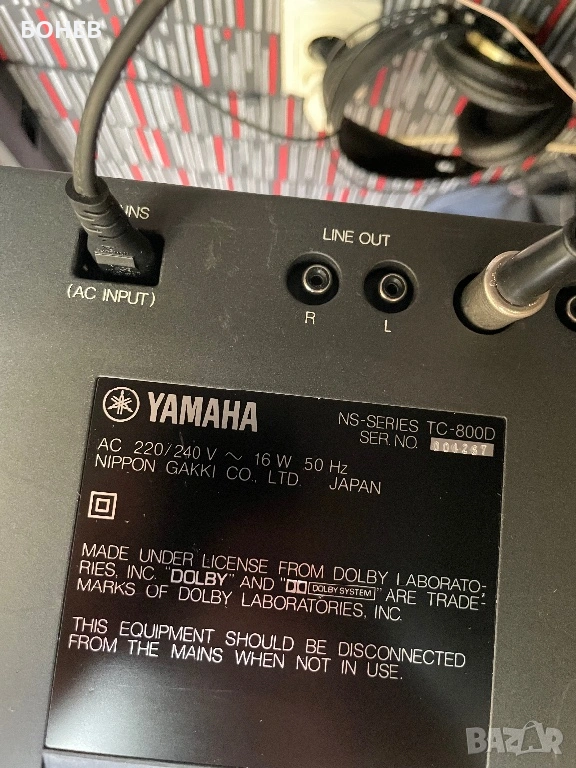 БОНЕВ
LINE OUT
(AC INPUT)
R
L
YAMAHA
NS-SERIES TC-800D
SER NO.
AC 220/240 V ~ 16 W 50 Hz
NIPPON GAKKI CO., LTD. JAPAN
MADE UNDER LICENSE FROM DOLBY LABORATO-
RIES, INC. "DOLBY" AND "DOLBY SYSTEM" ARE TRADE-
MARKS OF DOLBY LABORATORIES, INC.
THIS EQUIPMENT SHOULD BE DISCONNECTED
FROM THE MAINS WHEN NOT IN USE.
BAZAR